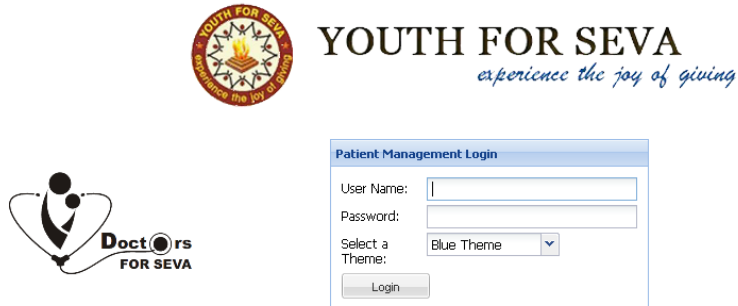 YOUTH FOR SEVA
experience the joy of giving
YOUTH FOR SEVA
experience the joy of giving
Patient Management Login
User Name:
Password:
Select a
Theme:
Blue Theme
Login
Doctors
FOR SEVA